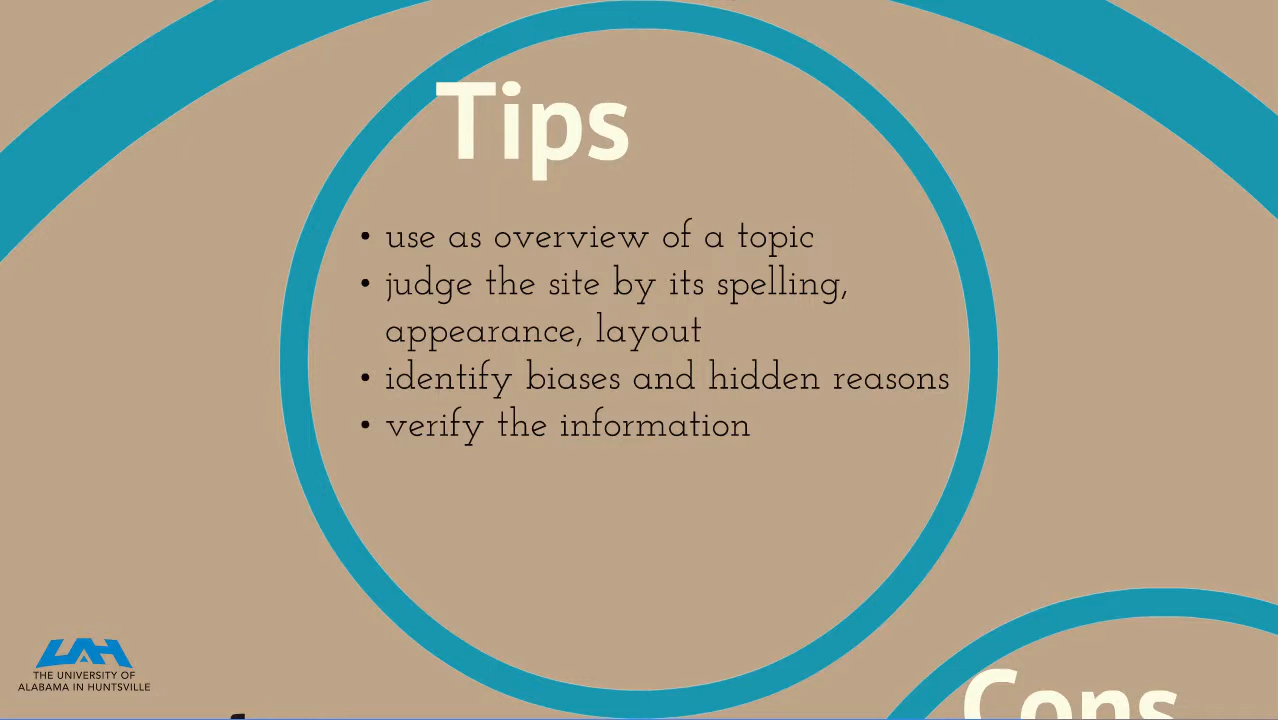 Tips
• use as overview of a topic
• judge the site by its spelling,
appearance, layout
• identify biases and hidden reasons
• verify the information
Cons
UAH
THE UNIVERSITY OF
ALABAMA IN HUNTSVILLE